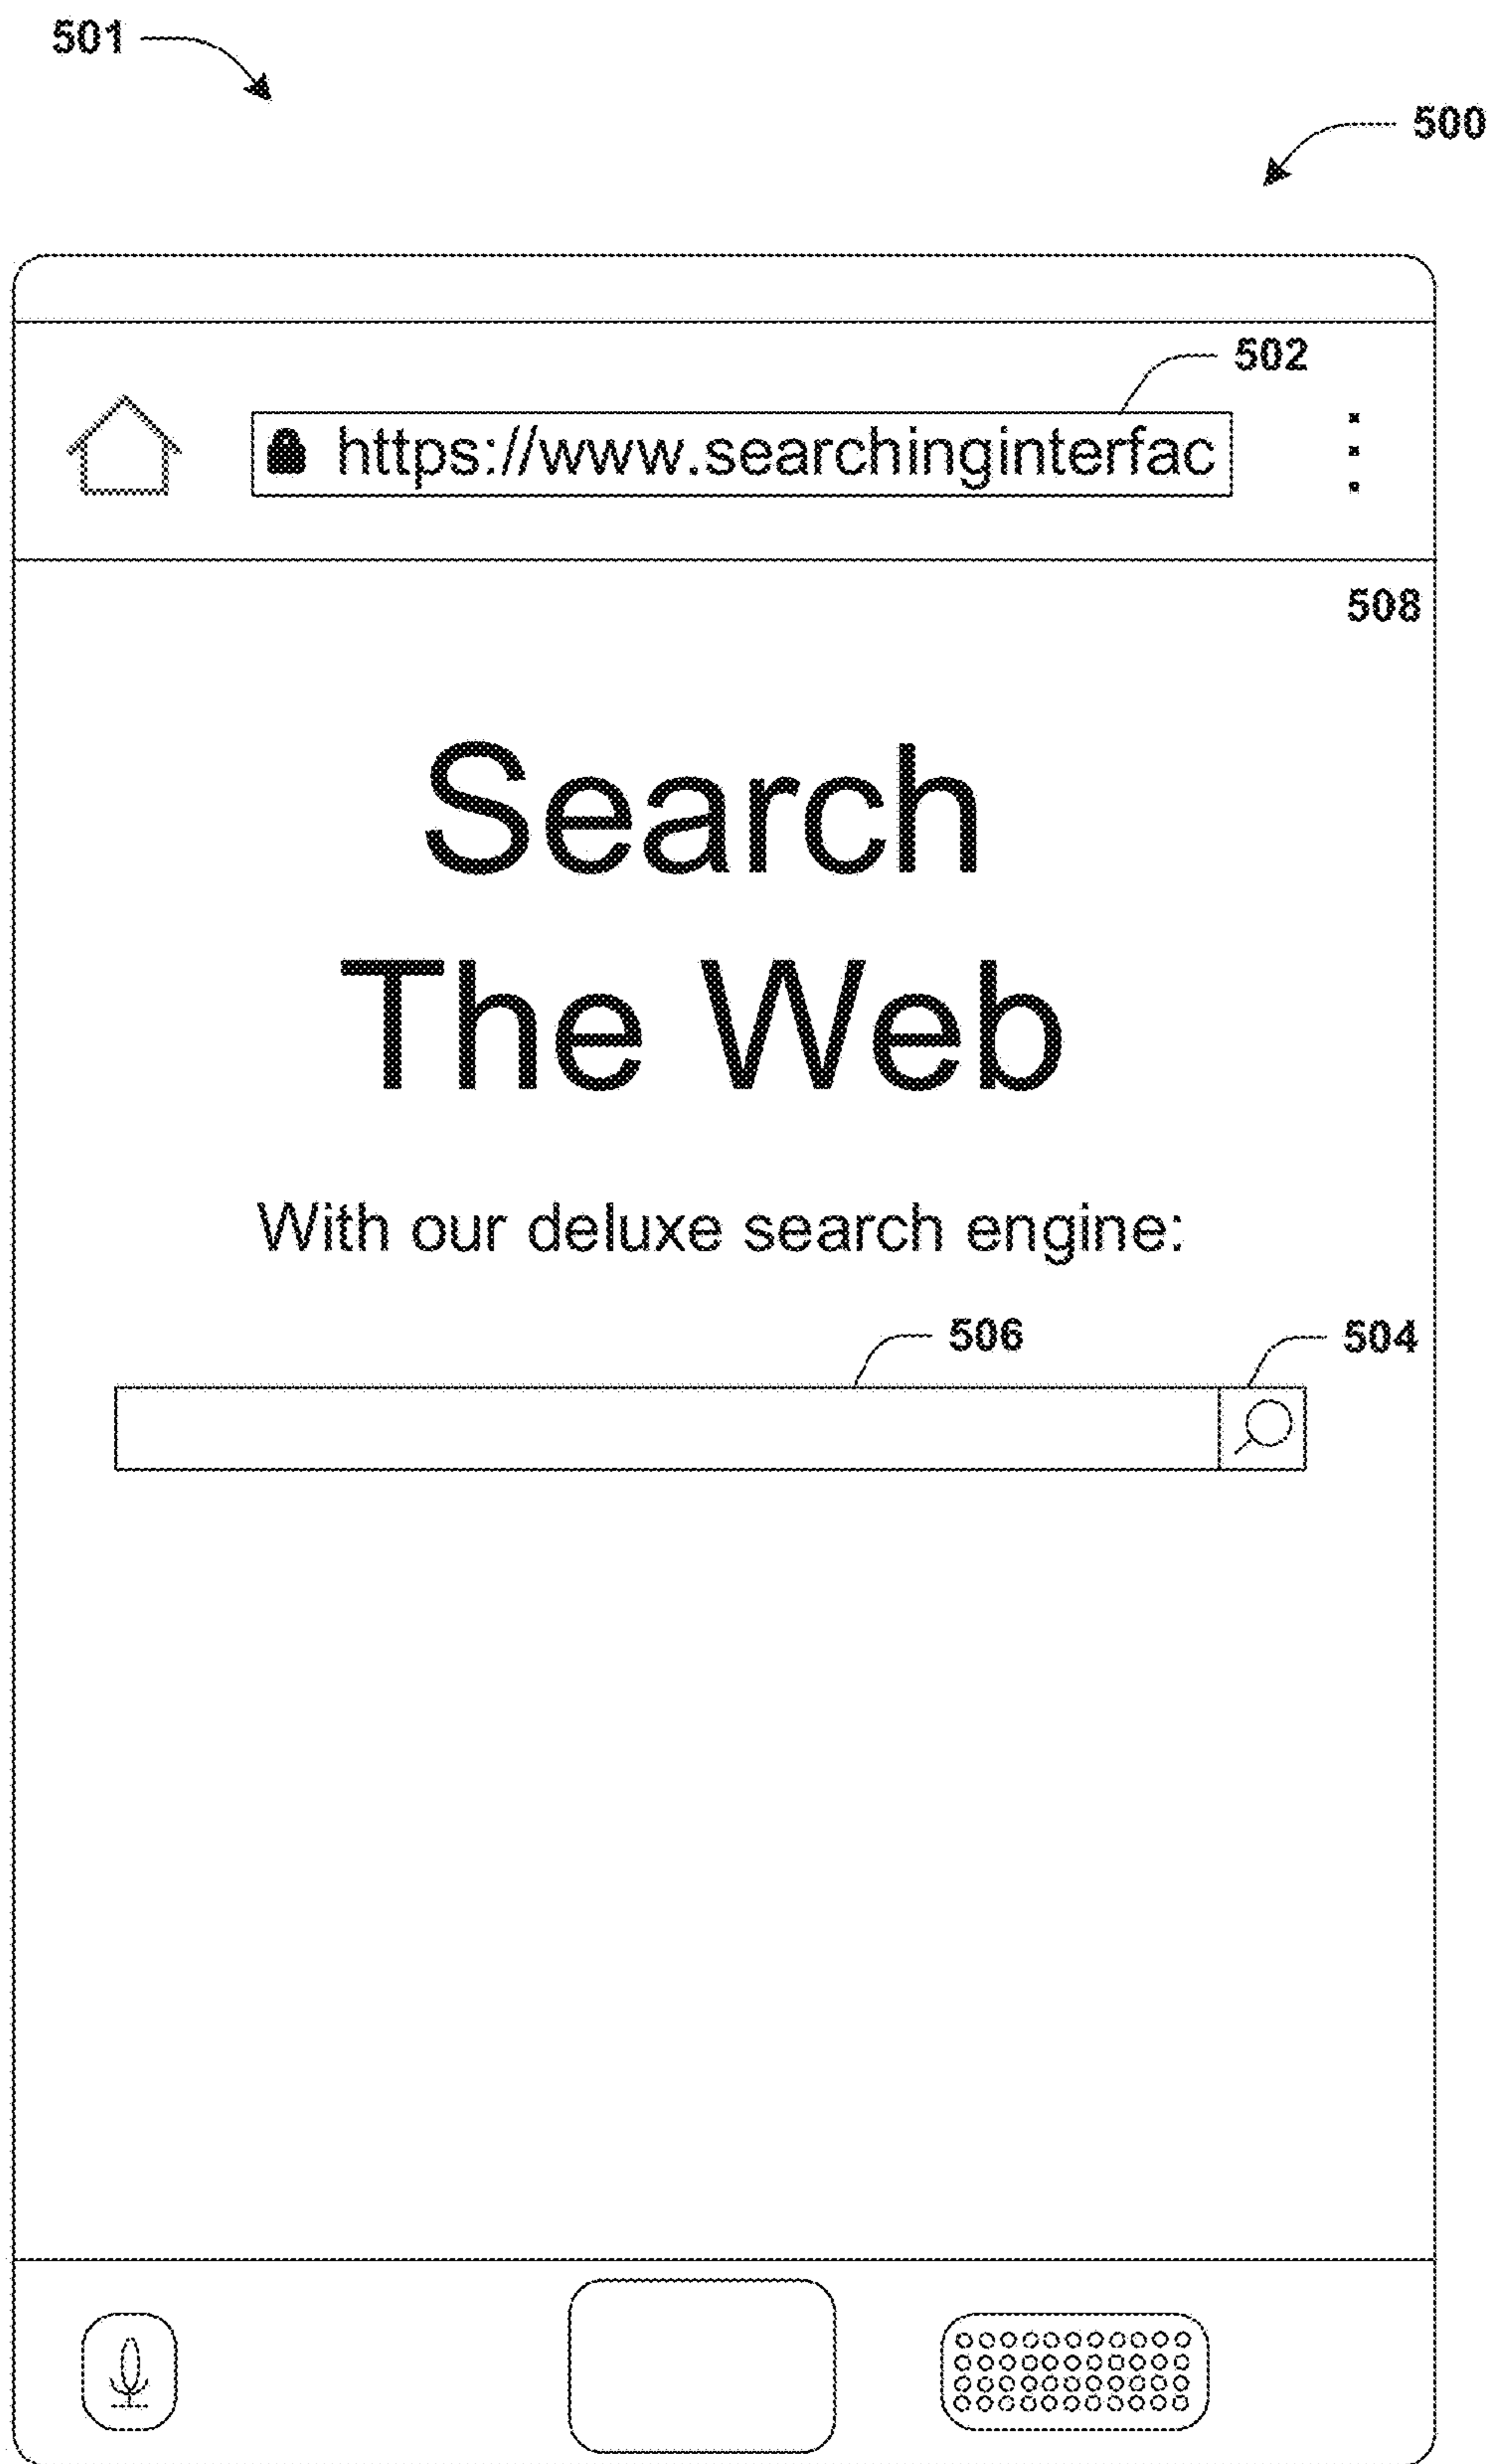 501
500
502
https://www.searchinginterfac
508
Search
The Web
With our deluxe search engine:
506
504